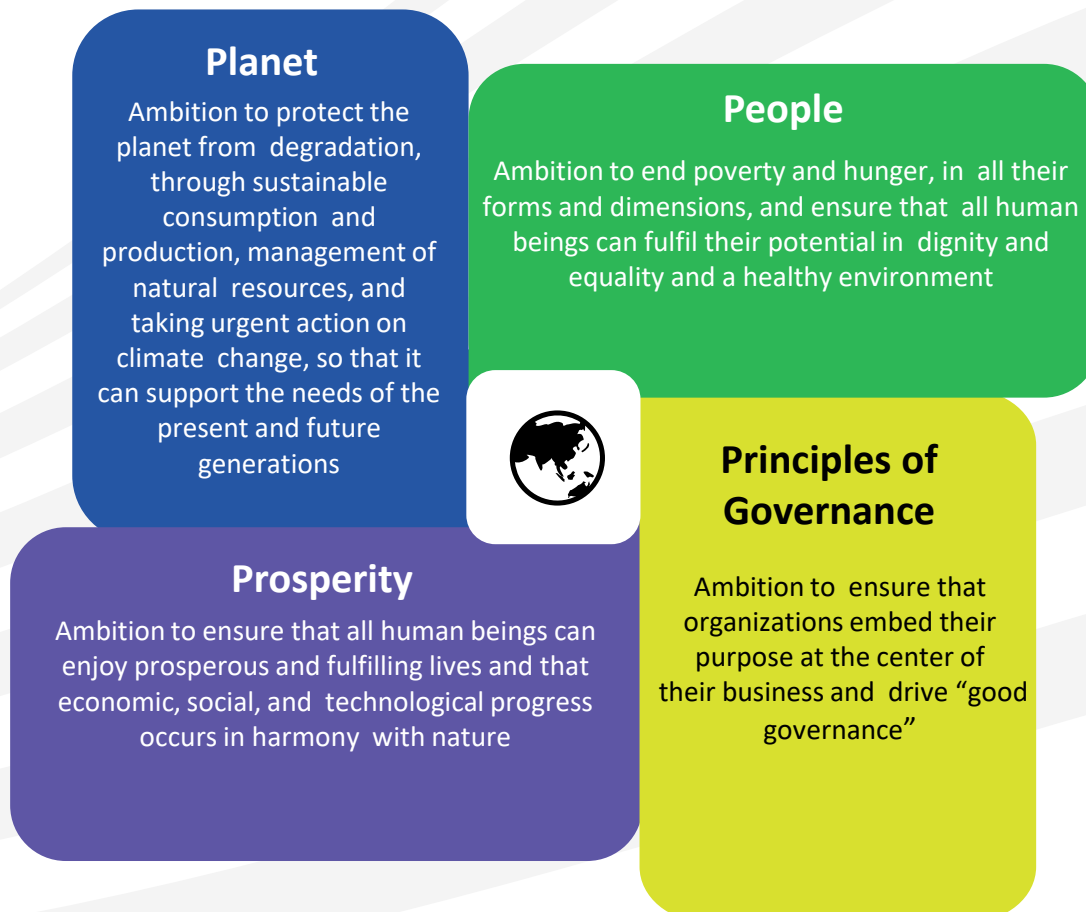 Planet
Ambition to protect the
planet from degradation,
through sustainable
consumption and
production, management of
natural resources, and
taking urgent action on
climate change, so that it
can support the needs of the
present and future
generations
People
Ambition to end poverty and hunger, in all their
forms and dimensions, and ensure that all human
beings can fulfil their potential in dignity and
equality and a healthy environment
Prosperity
Ambition to ensure that all human beings can
enjoy prosperous and fulfilling lives and that
economic, social, and technological progress
occurs in harmony with nature
Principles of
Governance
Ambition to ensure that
organizations embed their
purpose at the center of
their business and drive “good
governance”